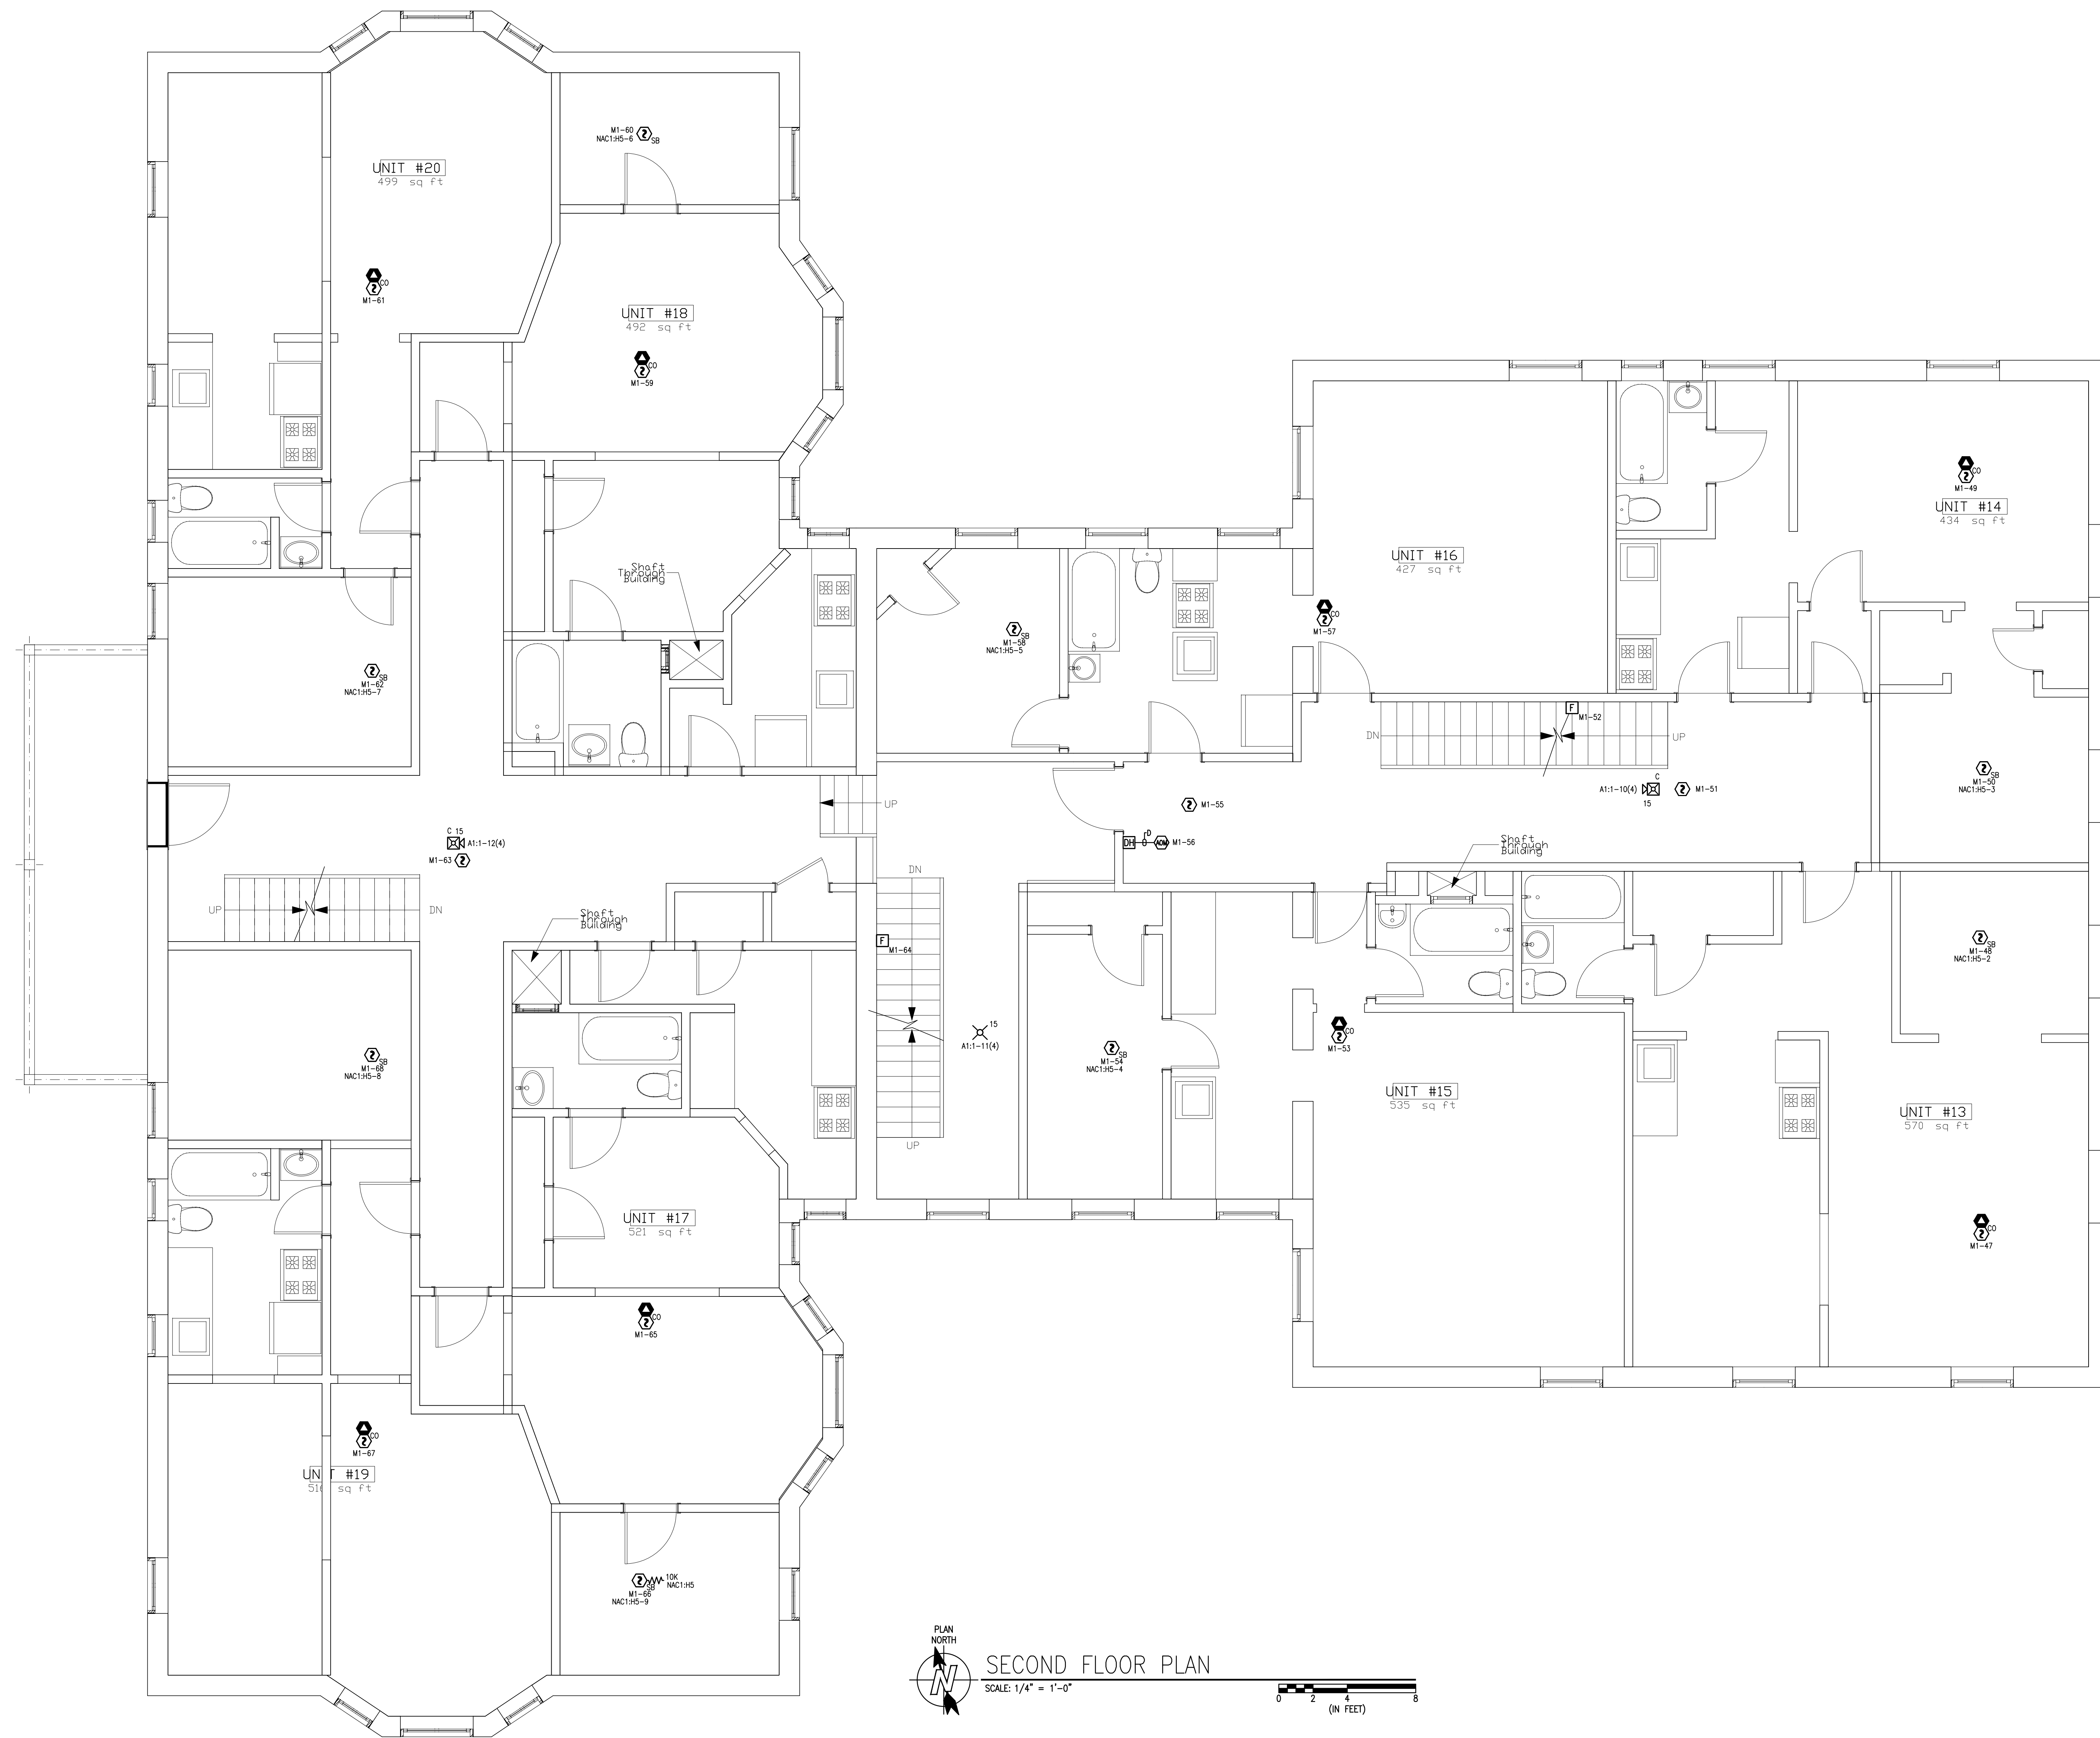 M1-60
NAC1:H5-6
SB
UNIT #20
499 sq ft
CO
M1-61
UNIT #18
492 sq ft
CO
M1-59
CO
M1-49
UNIT #14
434 sq ft
UNIT #16
427 sq ft
Shaft
Through
Building
CO
M1-57
SB
M1-58
NAC1:H5-5
SB
M1-62
NAC1:H5-7
F
M1-52
DN
UP
SB
M1-50
NAC1:H5-3
C
A1:1-10(4)
15
M1-51
UP
M1-55
C 15
A1:1-12(4)
M1-63
D
DH
AOM
M1-56
Shaft
Through
Building
DN
UP
DN
Shaft
Through
Building
F
M1-64
SB
M1-48
NAC1:H5-2
15
A1:1-11(4)
CO
M1-53
SB
M1-54
NAC1:H5-4
SB
M1-68
NAC1:H5-8
UNIT #15
535 sq ft
UNIT #13
570 sq ft
UP
UNIT #17
521 sq ft
CO
M1-47
CO
M1-65
CO
M1-67
UNIT #19
516 sq ft
10K
NAC1:H5
SB
M1-66
NAC1:H5-9
PLAN
NORTH
N
SECOND FLOOR PLAN
SCALE: 1/4" = 1'-0"
0 2 4 8
(IN FEET)